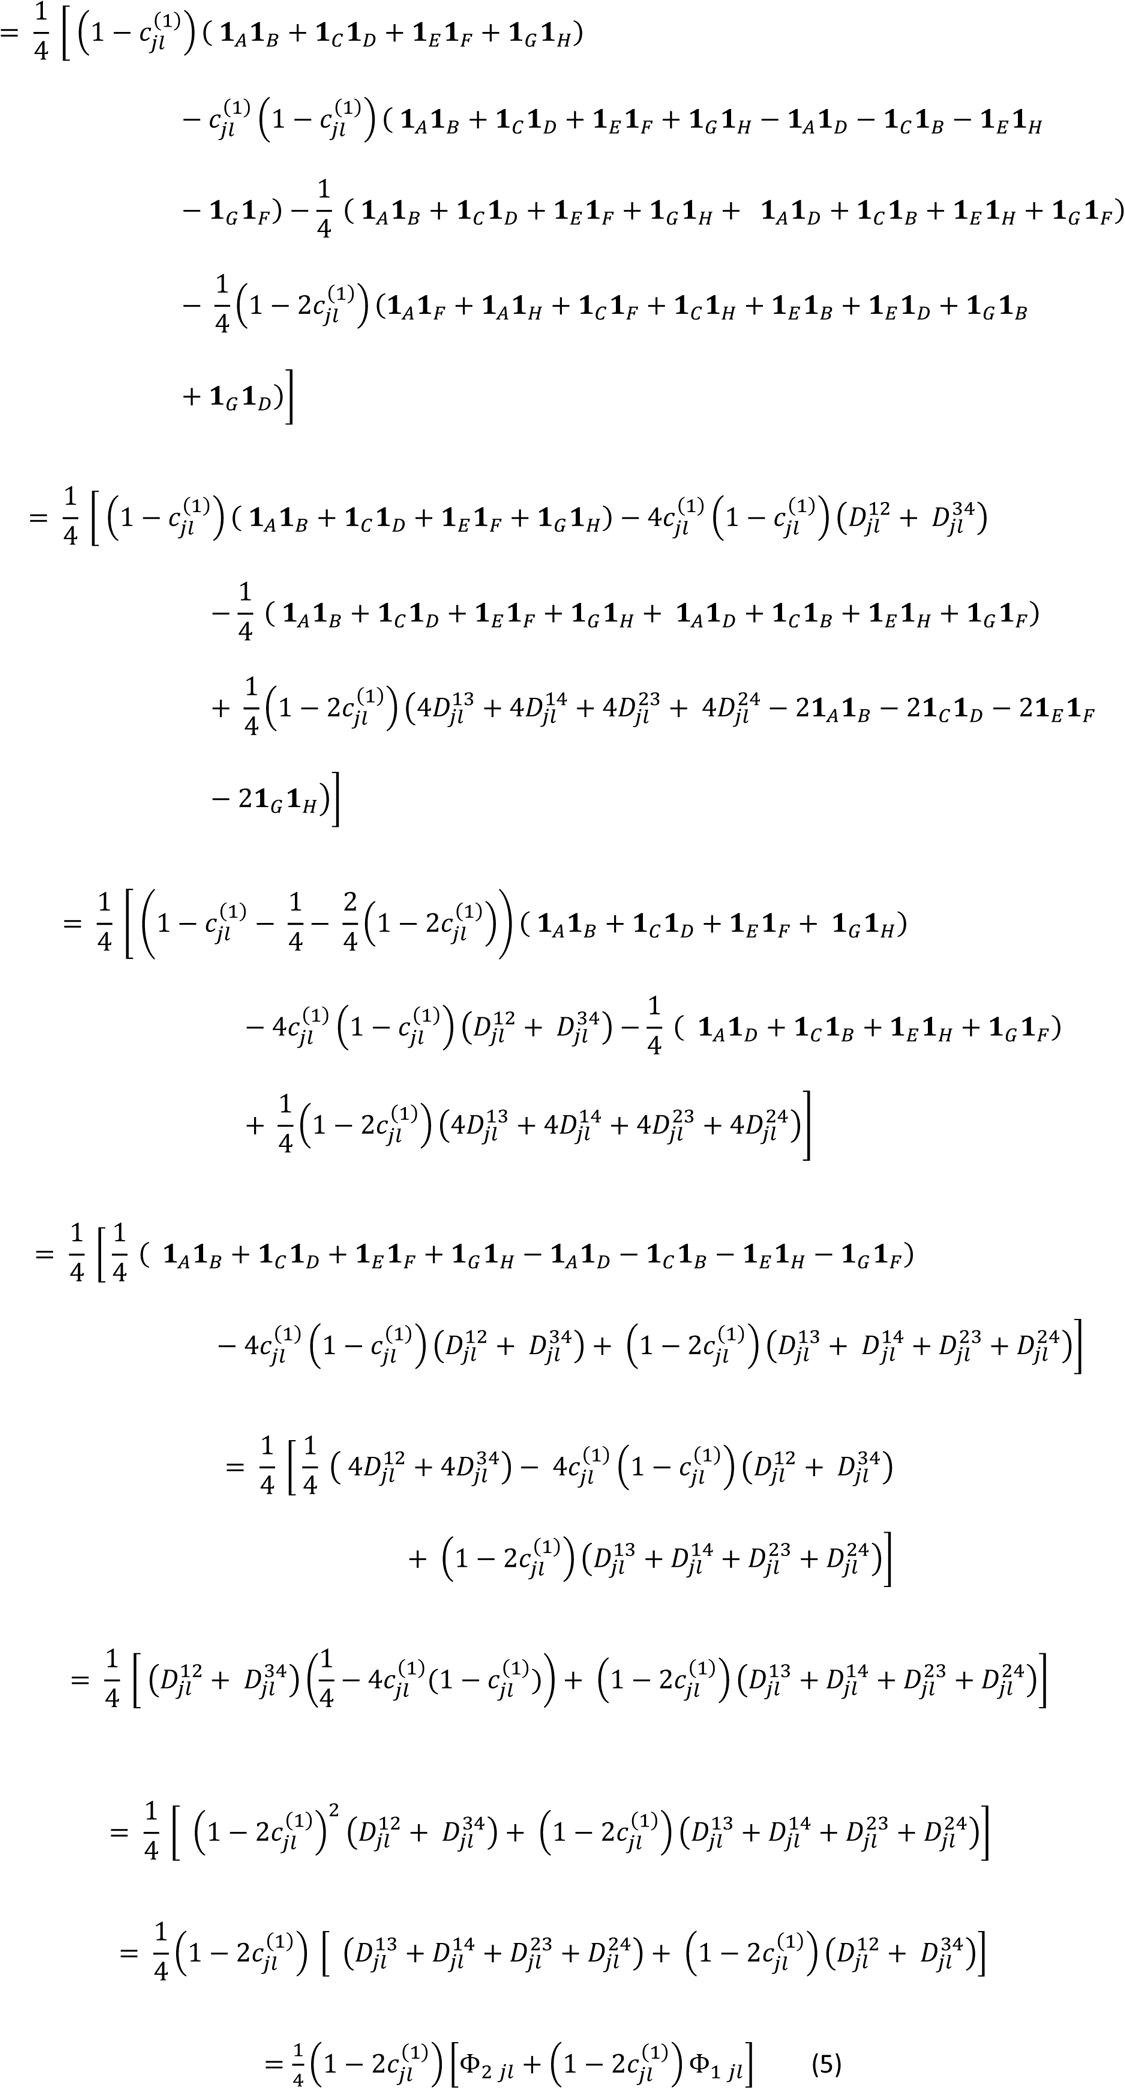 = 1/4 [ (1 − c_{jl}^{(1)}) ( 𝟏_A𝟏_B + 𝟏_C𝟏_D + 𝟏_E𝟏_F + 𝟏_G𝟏_H)
− c_{jl}^{(1)} (1 − c_{jl}^{(1)}) ( 𝟏_A𝟏_B + 𝟏_C𝟏_D + 𝟏_E𝟏_F + 𝟏_G𝟏_H − 𝟏_A𝟏_D − 𝟏_C𝟏_B − 𝟏_E𝟏_H
− 𝟏_G𝟏_F) − 1/4 ( 𝟏_A𝟏_B + 𝟏_C𝟏_D + 𝟏_E𝟏_F + 𝟏_G𝟏_H + 𝟏_A𝟏_D + 𝟏_C𝟏_B + 𝟏_E𝟏_H + 𝟏_G𝟏_F)
− 1/4 (1 − 2c_{jl}^{(1)}) (𝟏_A𝟏_F + 𝟏_A𝟏_H + 𝟏_C𝟏_F + 𝟏_C𝟏_H + 𝟏_E𝟏_B + 𝟏_E𝟏_D + 𝟏_G𝟏_B
+ 𝟏_G𝟏_D)]
= 1/4 [ (1 − c_{jl}^{(1)}) ( 𝟏_A𝟏_B + 𝟏_C𝟏_D + 𝟏_E𝟏_F + 𝟏_G𝟏_H) − 4c_{jl}^{(1)} (1 − c_{jl}^{(1)}) (D_{jl}^{12} + D_{jl}^{34})
− 1/4 ( 𝟏_A𝟏_B + 𝟏_C𝟏_D + 𝟏_E𝟏_F + 𝟏_G𝟏_H + 𝟏_A𝟏_D + 𝟏_C𝟏_B + 𝟏_E𝟏_H + 𝟏_G𝟏_F)
+ 1/4 (1 − 2c_{jl}^{(1)}) (4D_{jl}^{13} + 4D_{jl}^{14} + 4D_{jl}^{23} + 4D_{jl}^{24} − 2𝟏_A𝟏_B − 2𝟏_C𝟏_D − 2𝟏_E𝟏_F
− 2𝟏_G𝟏_H)]
= 1/4 [ (1 − c_{jl}^{(1)} − 1/4 − 2/4 (1 − 2c_{jl}^{(1)})) ( 𝟏_A𝟏_B + 𝟏_C𝟏_D + 𝟏_E𝟏_F + 𝟏_G𝟏_H)
− 4c_{jl}^{(1)} (1 − c_{jl}^{(1)}) (D_{jl}^{12} + D_{jl}^{34}) − 1/4 ( 𝟏_A𝟏_D + 𝟏_C𝟏_B + 𝟏_E𝟏_H + 𝟏_G𝟏_F)
+ 1/4 (1 − 2c_{jl}^{(1)}) (4D_{jl}^{13} + 4D_{jl}^{14} + 4D_{jl}^{23} + 4D_{jl}^{24})]
= 1/4 [ 1/4 ( 𝟏_A𝟏_B + 𝟏_C𝟏_D + 𝟏_E𝟏_F + 𝟏_G𝟏_H − 𝟏_A𝟏_D − 𝟏_C𝟏_B − 𝟏_E𝟏_H − 𝟏_G𝟏_F)
− 4c_{jl}^{(1)} (1 − c_{jl}^{(1)}) (D_{jl}^{12} + D_{jl}^{34}) + (1 − 2c_{jl}^{(1)}) (D_{jl}^{13} + D_{jl}^{14} + D_{jl}^{23} + D_{jl}^{24})]
= 1/4 [ 1/4 ( 4D_{jl}^{12} + 4D_{jl}^{34}) − 4c_{jl}^{(1)} (1 − c_{jl}^{(1)}) (D_{jl}^{12} + D_{jl}^{34})
+ (1 − 2c_{jl}^{(1)}) (D_{jl}^{13} + D_{jl}^{14} + D_{jl}^{23} + D_{jl}^{24})]
= 1/4 [ (D_{jl}^{12} + D_{jl}^{34}) (1/4 − 4c_{jl}^{(1)}(1 − c_{jl}^{(1)})) + (1 − 2c_{jl}^{(1)}) (D_{jl}^{13} + D_{jl}^{14} + D_{jl}^{23} + D_{jl}^{24})]
= 1/4 [ (1 − 2c_{jl}^{(1)})^2 (D_{jl}^{12} + D_{jl}^{34}) + (1 − 2c_{jl}^{(1)}) (D_{jl}^{13} + D_{jl}^{14} + D_{jl}^{23} + D_{jl}^{24})]
= 1/4 (1 − 2c_{jl}^{(1)}) [ (D_{jl}^{13} + D_{jl}^{14} + D_{jl}^{23} + D_{jl}^{24}) + (1 − 2c_{jl}^{(1)}) (D_{jl}^{12} + D_{jl}^{34})]
= 1/4 (1 − 2c_{jl}^{(1)}) [Φ_{2 jl} + (1 − 2c_{jl}^{(1)}) Φ_{1 jl}] (5)